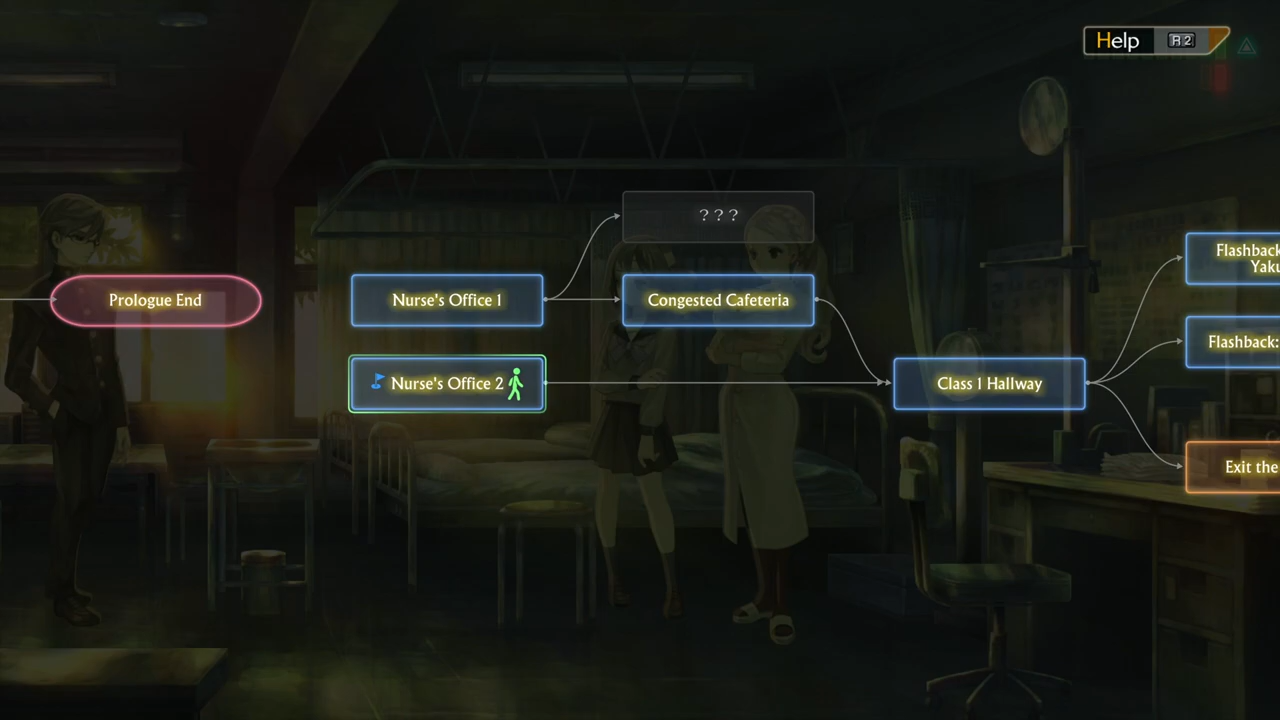 Help R2
? ? ?
Prologue End
Nurse's Office 1
Congested Cafeteria
Flashback
Yaku
Flashback:
Nurse's Office 2
Class 1 Hallway
Exit the